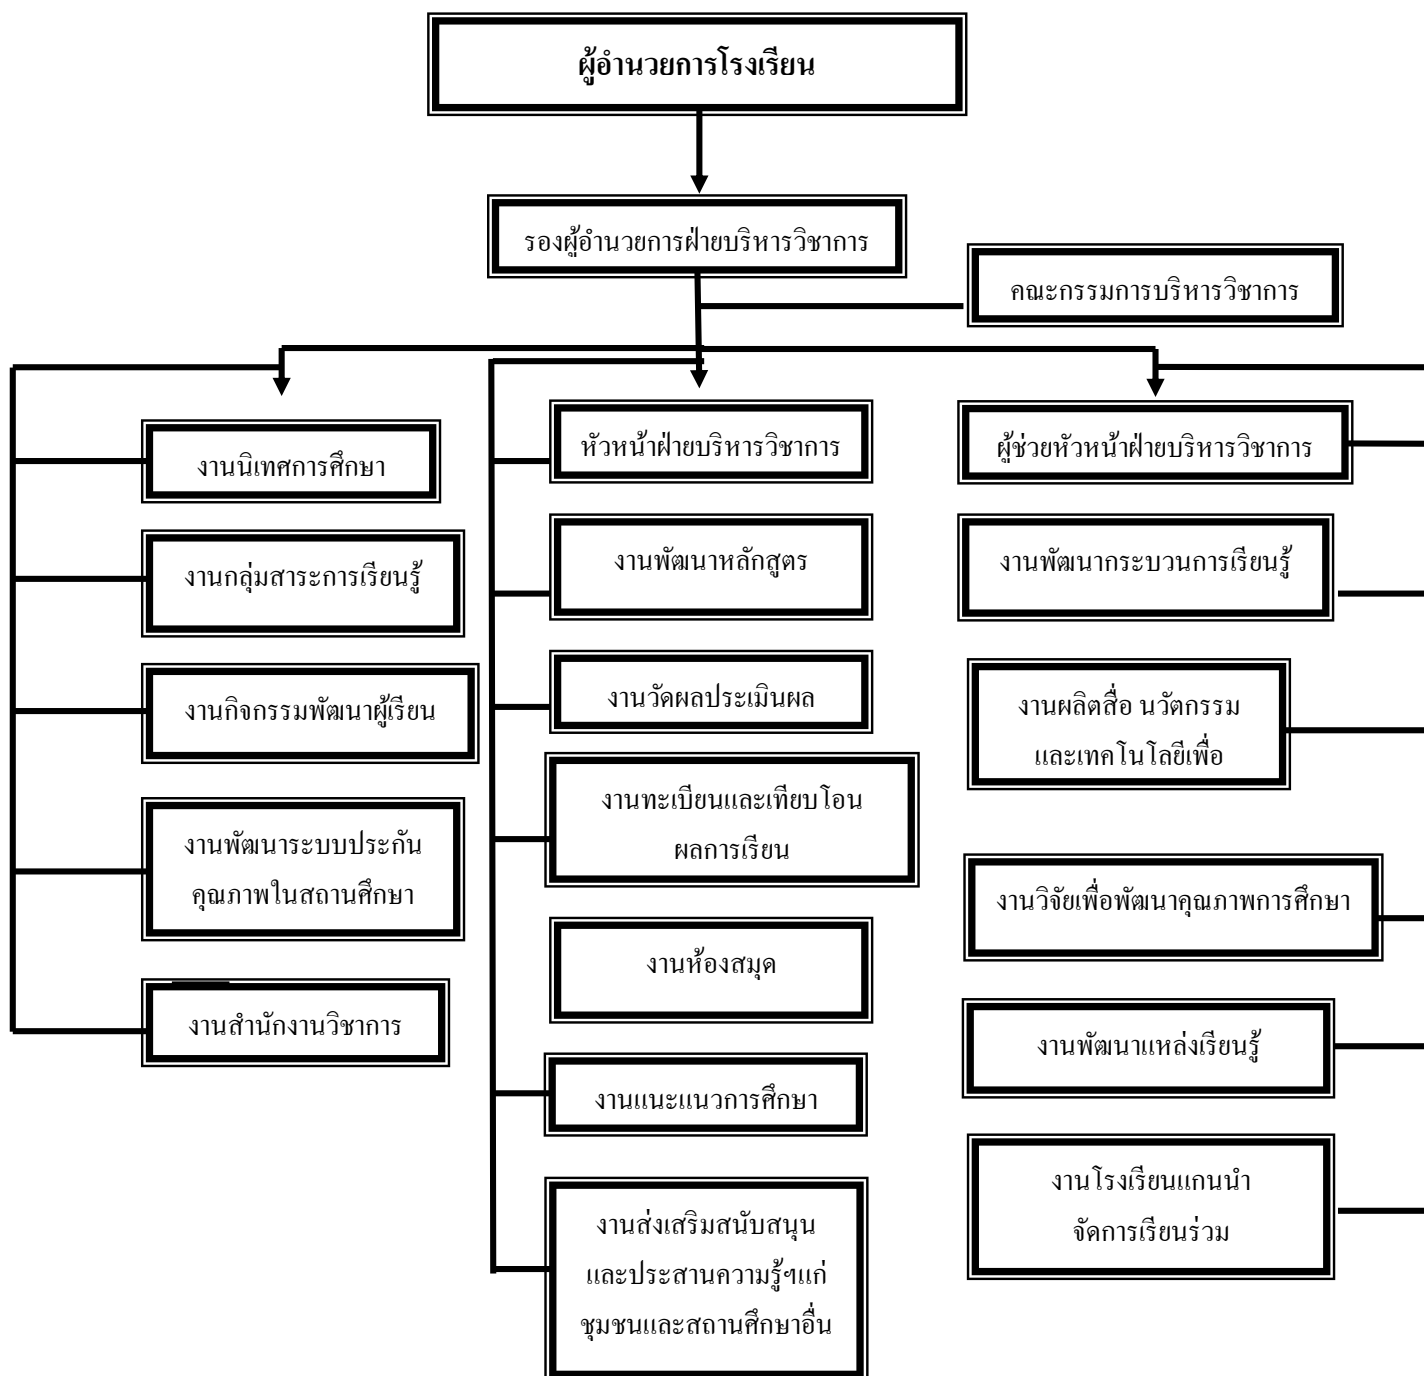 ผู้อำนวยการโรงเรียน
รองผู้อำนวยการฝ่ายบริหารวิชาการ
คณะกรรมการบริหารวิชาการ
งานนิเทศการศึกษา
งานกลุ่มสาระการเรียนรู้
งานกิจกรรมพัฒนาผู้เรียน
งานพัฒนาระบบประกัน
คุณภาพในสถานศึกษา
งานสำนักงานวิชาการ
หัวหน้าฝ่ายบริหารวิชาการ
งานพัฒนาหลักสูตร
งานวัดผลประเมินผล
งานทะเบียนและเทียบโอน
ผลการเรียน
งานห้องสมุด
งานแนะแนวการศึกษา
งานส่งเสริมสนับสนุน
และประสานความรู้ฯแก่
ชุมชนและสถานศึกษาอื่น
ผู้ช่วยหัวหน้าฝ่ายบริหารวิชาการ
งานพัฒนากระบวนการเรียนรู้
งานผลิตสื่อ นวัตกรรม
และเทคโนโลยีเพื่อ
งานวิจัยเพื่อพัฒนาคุณภาพการศึกษา
งานพัฒนาแหล่งเรียนรู้
งานโรงเรียนแกนนำ
จัดการเรียนร่วม